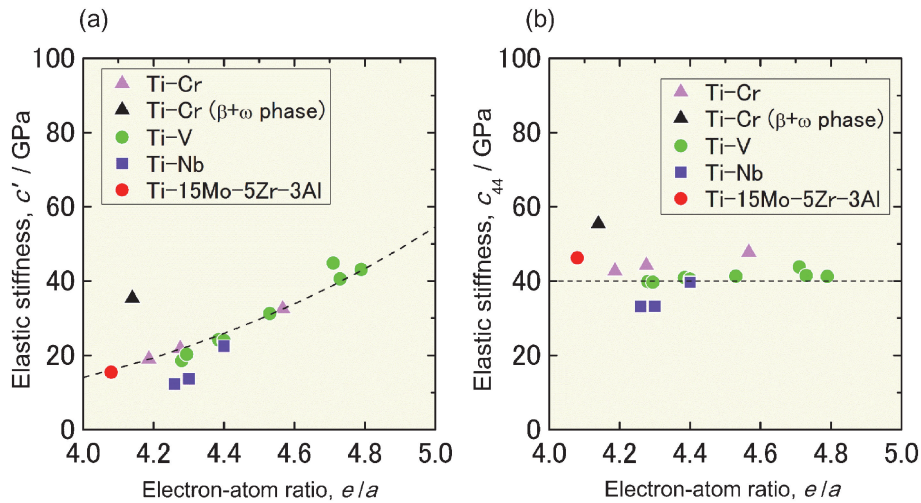 (a)
100
80
60
40
20
0
Elastic stiffness, c′ / GPa
Ti−Cr
Ti−Cr (β+ω phase)
Ti−V
Ti−Nb
Ti−15Mo−5Zr−3Al
4.0 4.2 4.4 4.6 4.8 5.0
Electron-atom ratio, e/a
(b)
100
80
60
40
20
0
Elastic stiffness, c44 / GPa
Ti−Cr
Ti−Cr (β+ω phase)
Ti−V
Ti−Nb
Ti−15Mo−5Zr−3Al
4.0 4.2 4.4 4.6 4.8 5.0
Electron-atom ratio, e/a